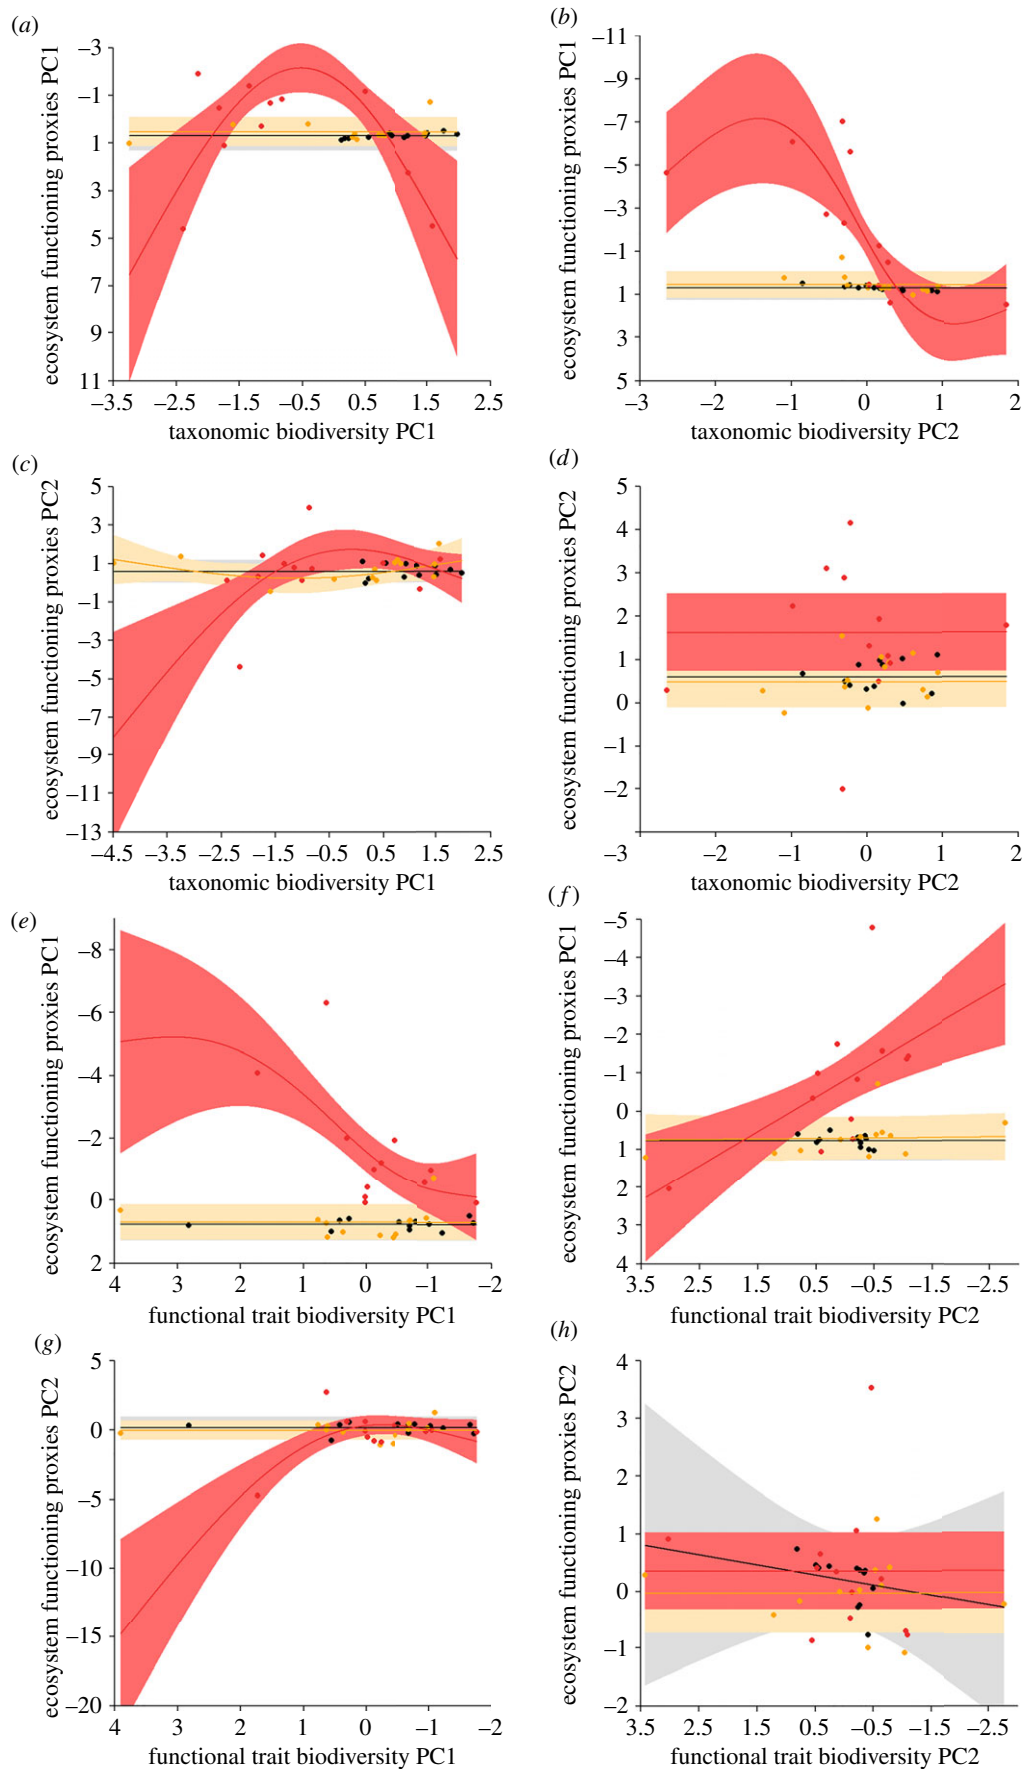 (a)
ecosystem functioning proxies PC1
–3
–1
1
3
5
7
9
11
–3.5 –2.5 –1.5 –0.5 0.5 1.5 2.5
taxonomic biodiversity PC1
(b)
ecosystem functioning proxies PC1
–11
–9
–7
–5
–3
–1
1
3
5
–3 –2 –1 0 1 2
taxonomic biodiversity PC2
(c)
ecosystem functioning proxies PC2
5
3
1
–1
–3
–5
–7
–9
–11
–13
–4.5 –3.5 –2.5 –1.5 0.5 1.5 2.5
taxonomic biodiversity PC1
(d)
ecosystem functioning proxies PC2
5
4
3
2
1
0
–1
–2
–3 –2 –1 0 1 2
taxonomic biodiversity PC2
(e)
ecosystem functioning proxies PC1
–8
–6
–4
–2
0
2
4 3 2 1 0 –1 –2
functional trait biodiversity PC1
(f)
ecosystem functioning proxies PC1
–5
–4
–3
–2
–1
0
1
2
3
4
3.5 2.5 1.5 0.5 –0.5 –1.5 –2.5
functional trait biodiversity PC2
(g)
ecosystem functioning proxies PC2
5
0
–5
–10
–15
–20
4 3 2 1 0 –1 –2
functional trait biodiversity PC1
(h)
ecosystem functioning proxies PC2
4
3
2
1
0
–1
–2
3.5 2.5 1.5 0.5 –0.5 –1.5 –2.5
functional trait biodiversity PC2